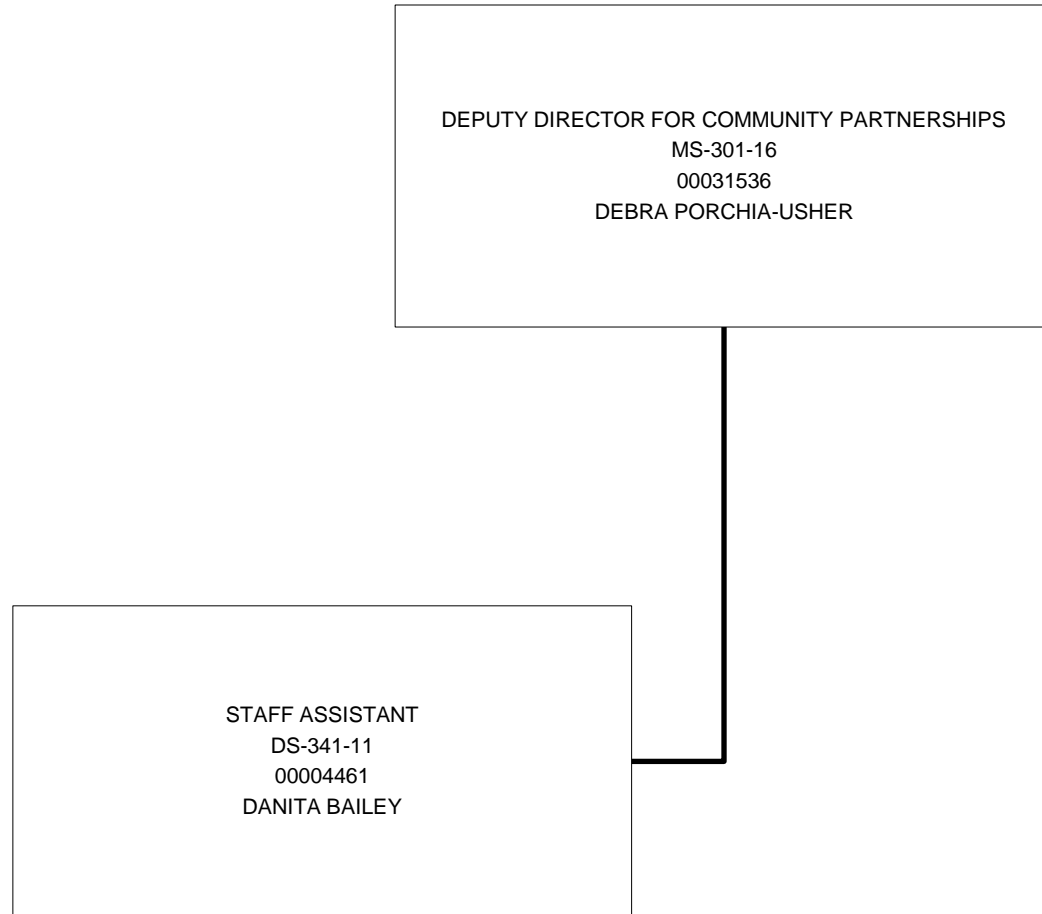 DEPUTY DIRECTOR FOR COMMUNITY PARTNERSHIPS
MS-301-16
00031536
DEBRA PORCHIA-USHER
STAFF ASSISTANT
DS-341-11
00004461
DANITA BAILEY